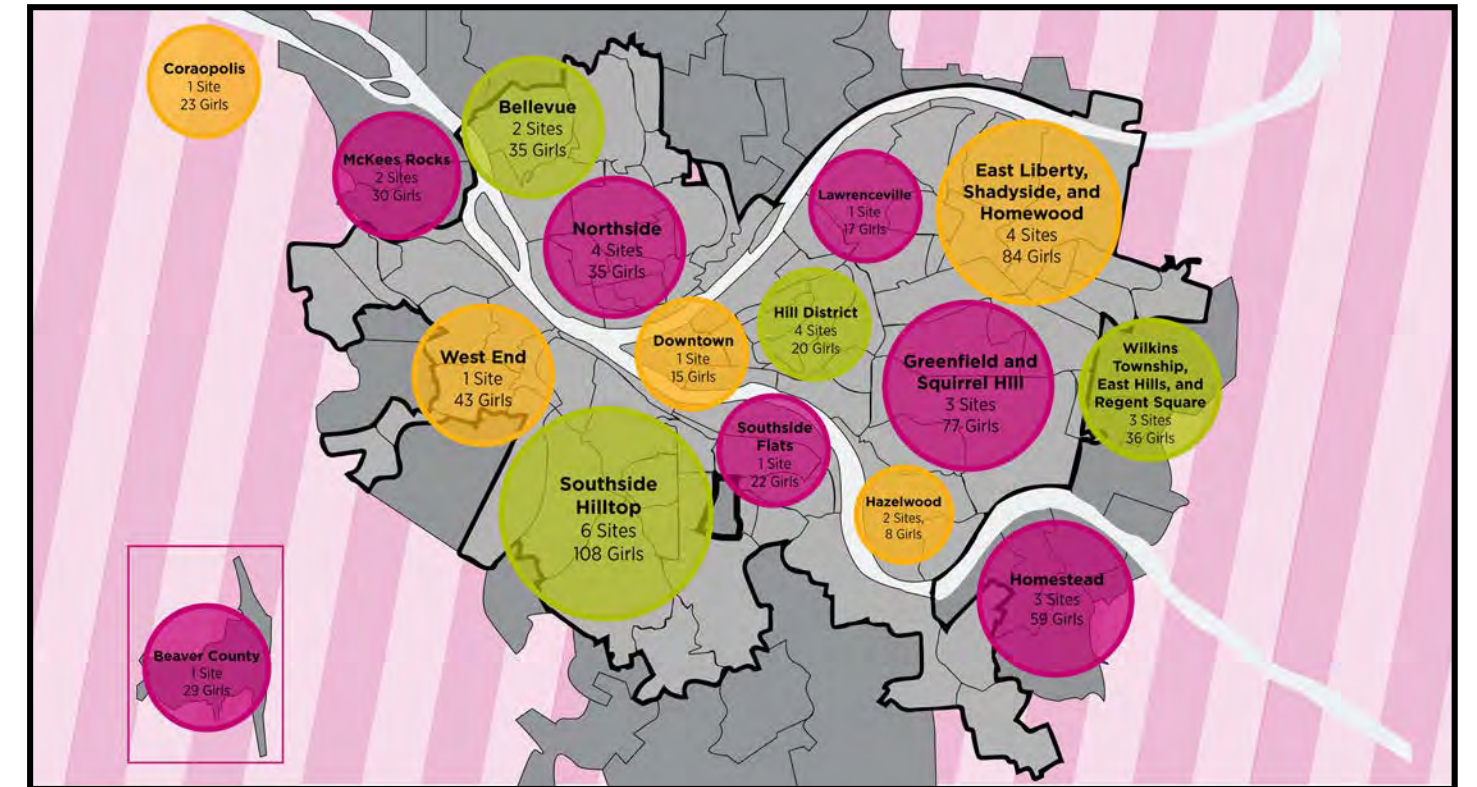 Coraopolis
1 Site
23 Girls
Bellevue
2 Sites
35 Girls
McKees Rocks
2 Sites
30 Girls
Northside
4 Sites
35 Girls
Lawrenceville
1 Site
17 Girls
East Liberty,
Shadyside, and
Homewood
4 Sites
84 Girls
Hill District
4 Sites
20 Girls
Downtown
1 Site
15 Girls
West End
1 Site
43 Girls
Greenfield and
Squirrel HIll
3 Sites
77 Girls
Wilkins
Township,
East Hills, and
Regent Square
3 Sites
36 Girls
Southside
Flats
1 Site
22 Girls
Southside
Hilltop
6 Sites
108 Girls
Hazelwood
2 Sites,
8 Girls
Homestead
3 Sites
59 Girls
Beaver County
1 Site
29 Girls